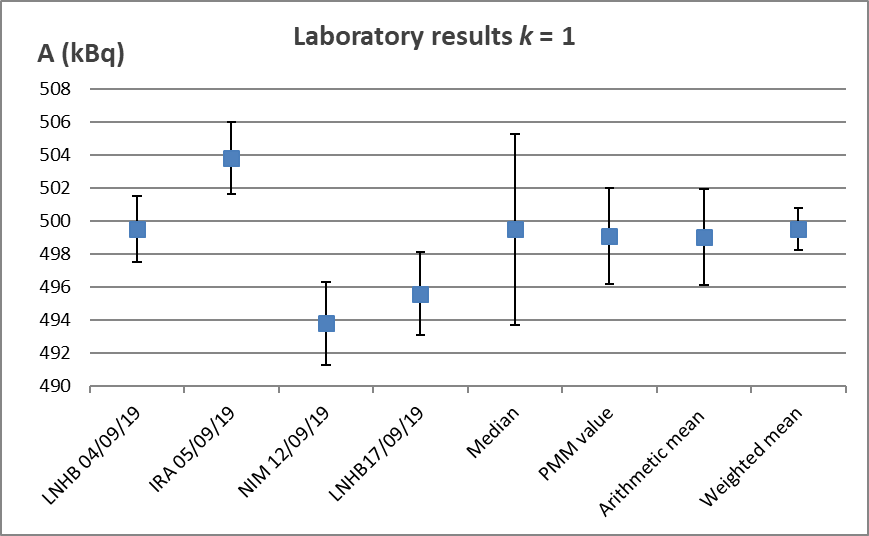 Laboratory results k = 1
A (kBq)
508
506
504
502
500
498
496
494
492
490
LNHB 04/09/19
IRA 05/09/19
NIM 12/09/19
LNHB17/09/19
Median
PMM value
Arithmetic mean
Weighted mean